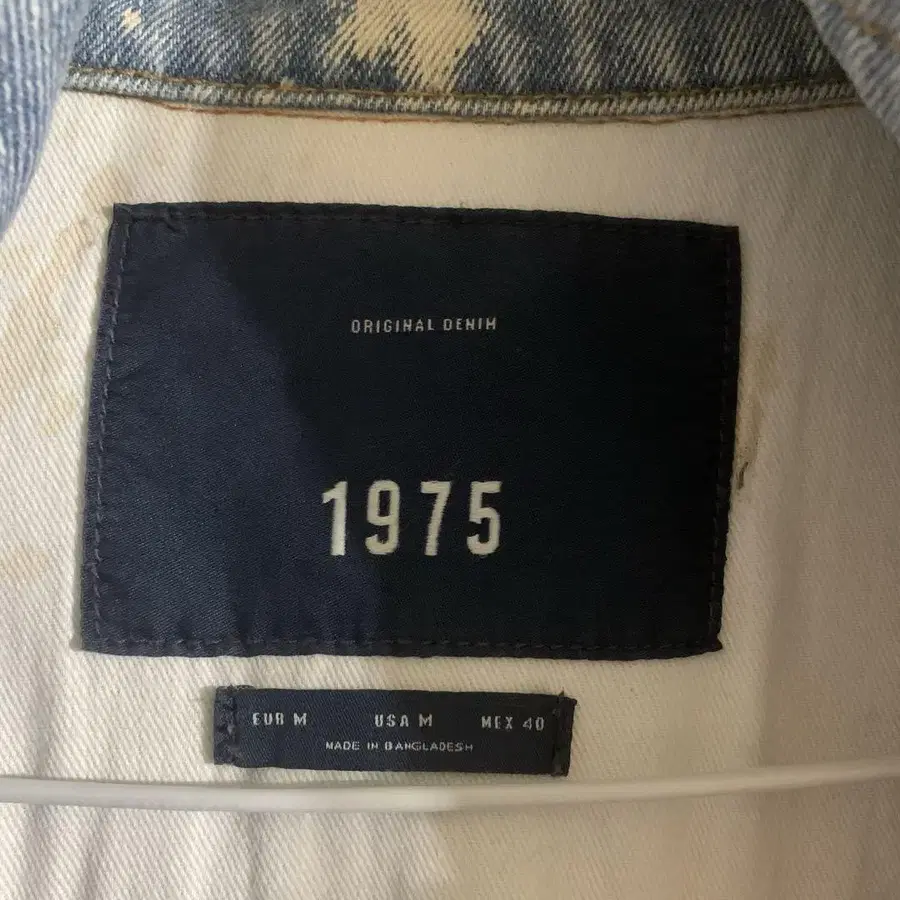 ORIGINAL DENIM
1975
EUR M USA M MEX 40
MADE IN BANGLADESH